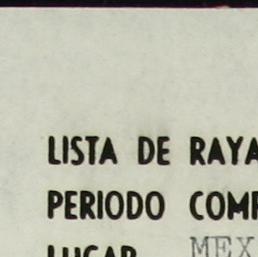 LISTA DE RAYA
PERIODO COMP
LUGAR MEX